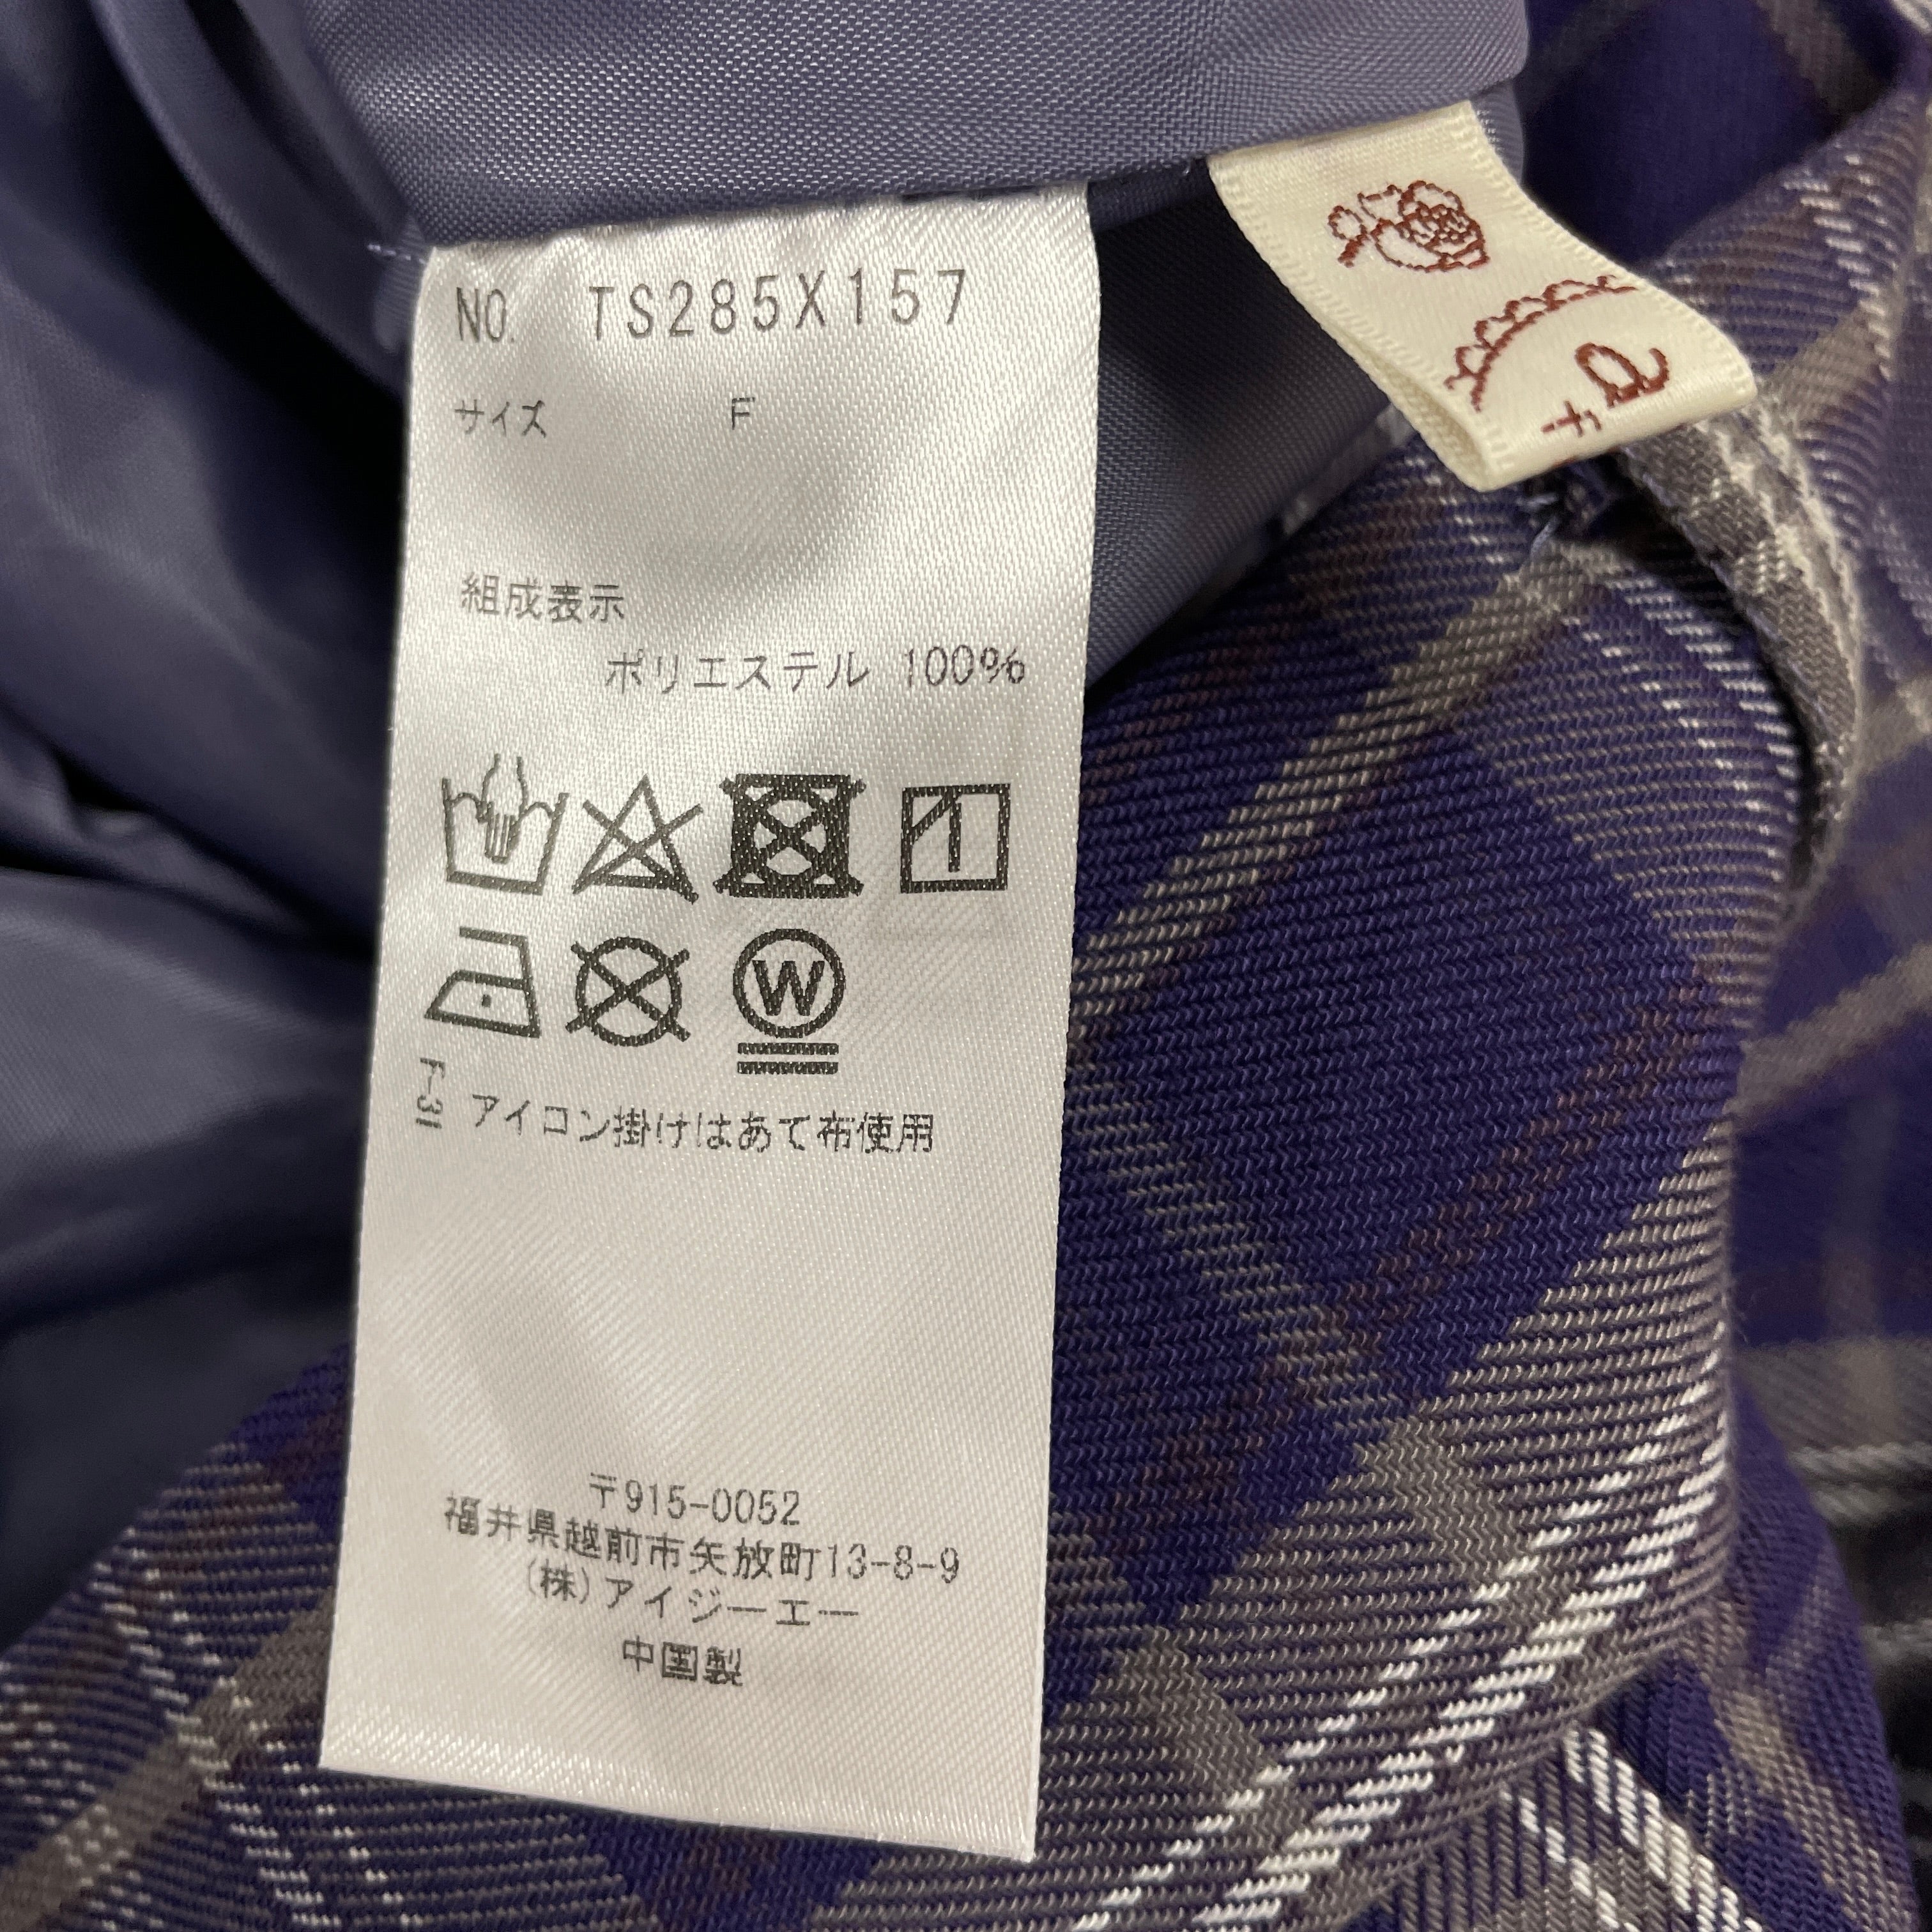 NO. TS285X157
サイズ F
組成表示
ポリエステル 100%
W
F-31
アイロン掛けはあて布使用
〒915-0052
福井県越前市矢放町13-8-9
(株)アイジーエー
中国製